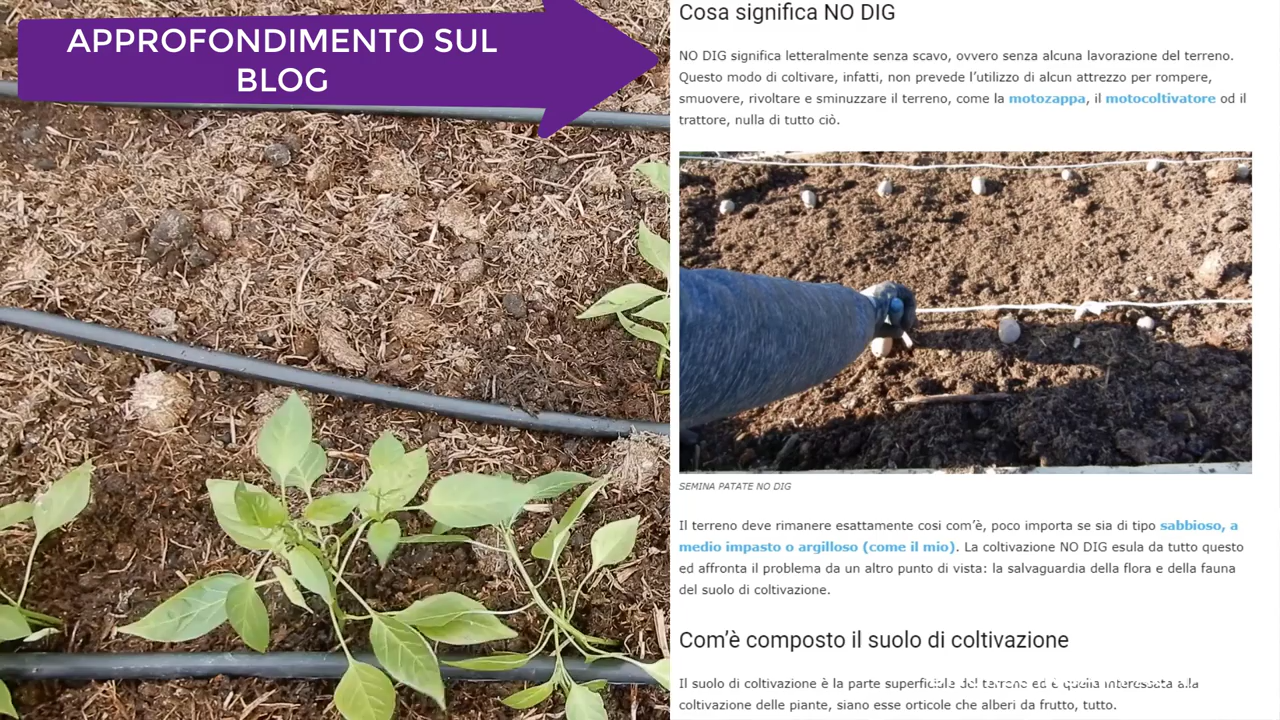 APPROFONDIMENTO SUL
BLOG
Cosa significa NO DIG
NO DIG significa letteralmente senza scavo, ovvero senza alcuna lavorazione del terreno.
Questo modo di coltivare, infatti, non prevede l'utilizzo di alcun attrezzo per rompere,
smuovere, rivoltare e sminuzzare il terreno, come la motozappa, il motocoltivatore od il
trattore, nulla di tutto ciò.
SEMINA PATATE NO DIG
Il terreno deve rimanere esattamente cosi com'è, poco importa se sia di tipo sabbioso, a
medio impasto o argilloso (come il mio). La coltivazione NO DIG esula da tutto questo
ed affronta il problema da un altro punto di vista: la salvaguardia della flora e della fauna
del suolo di coltivazione.
Com'è composto il suolo di coltivazione
Il suolo di coltivazione è la parte superficiale del terreno ed è quella interessata alla
coltivazione delle piante, siano esse orticole che alberi da frutto, tutto.